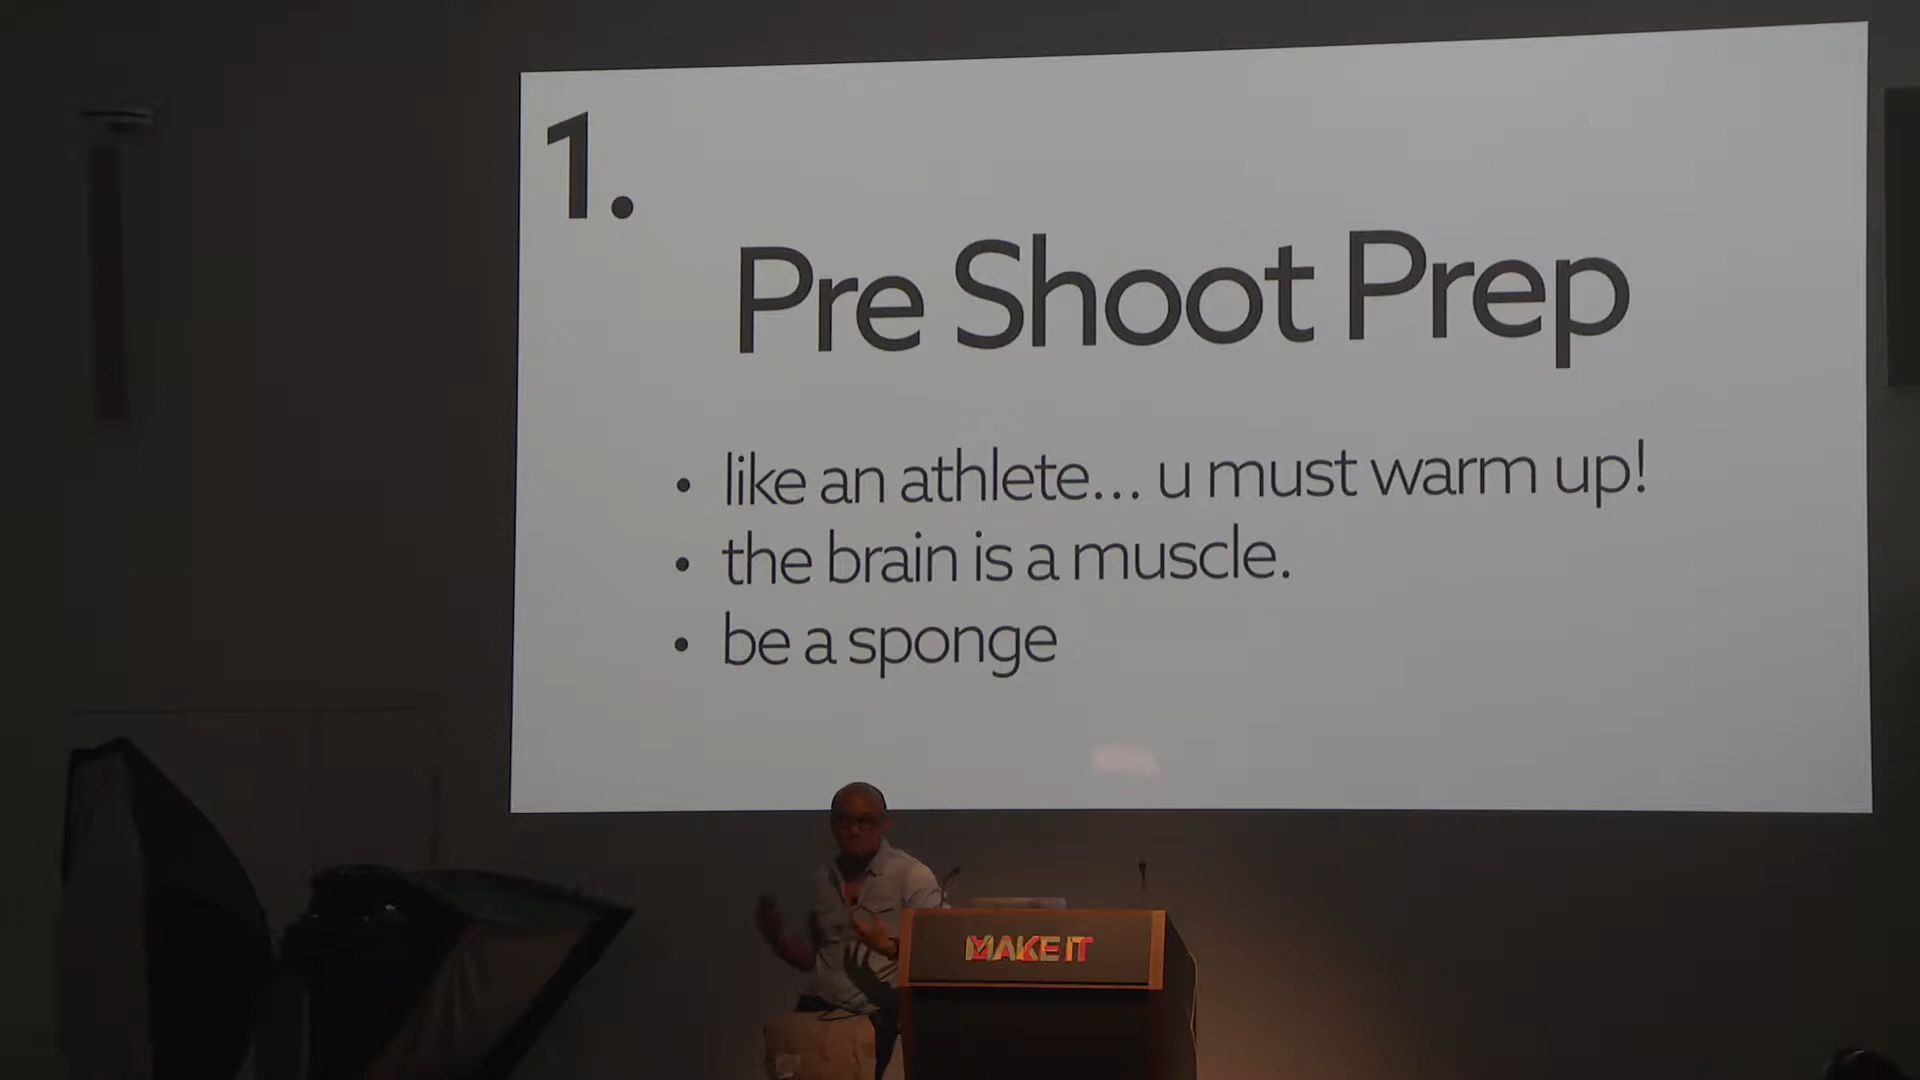 1.
Pre Shoot Prep
• like an athlete... u must warm up!
• the brain is a muscle.
• be a sponge
MAKE IT